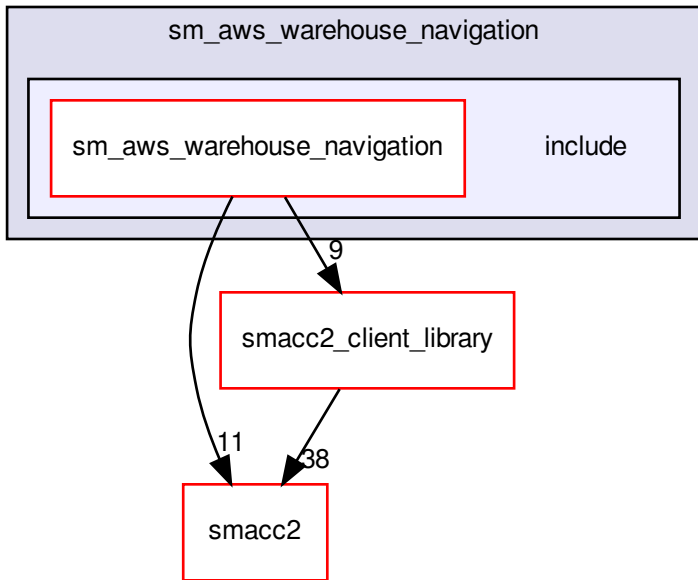 sm_aws_warehouse_navigation
sm_aws_warehouse_navigation
include
9
smacc2_client_library
11
38
smacc2